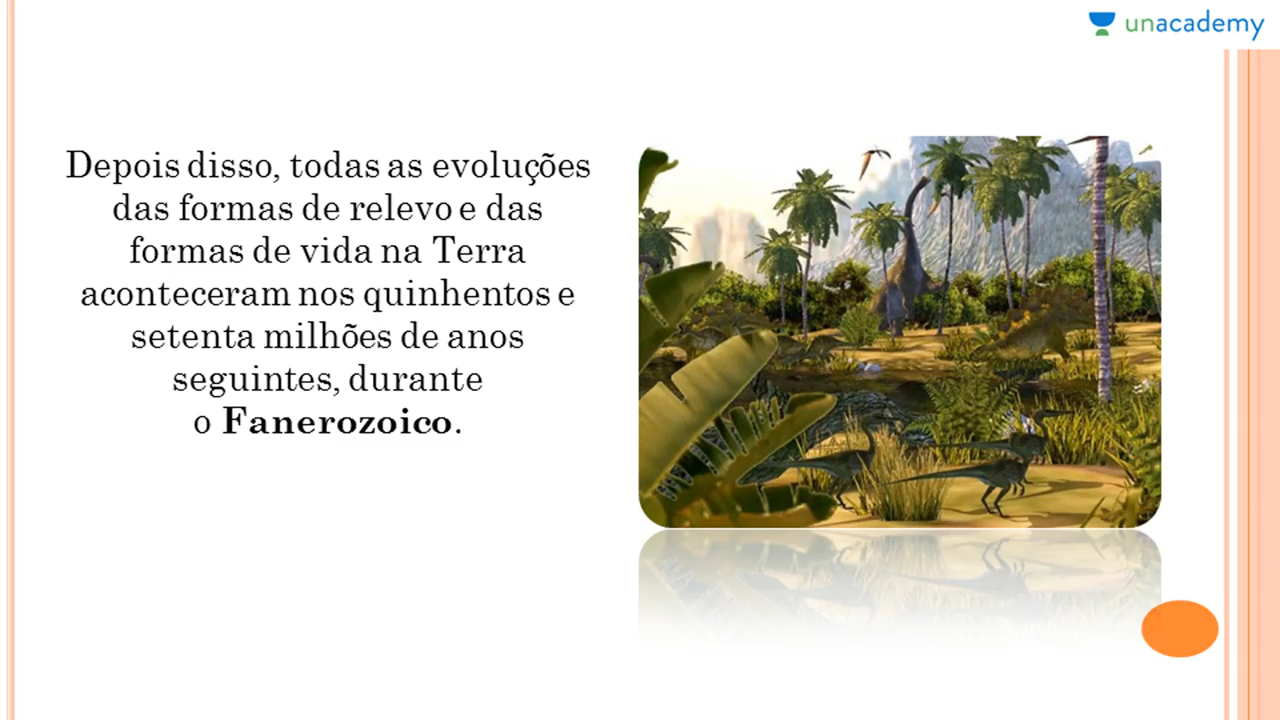 unacademy
Depois disso, todas as evoluções
das formas de relevo e das
formas de vida na Terra
aconteceram nos quinhentos e
setenta milhões de anos
seguintes, durante
o Fanerozoico.